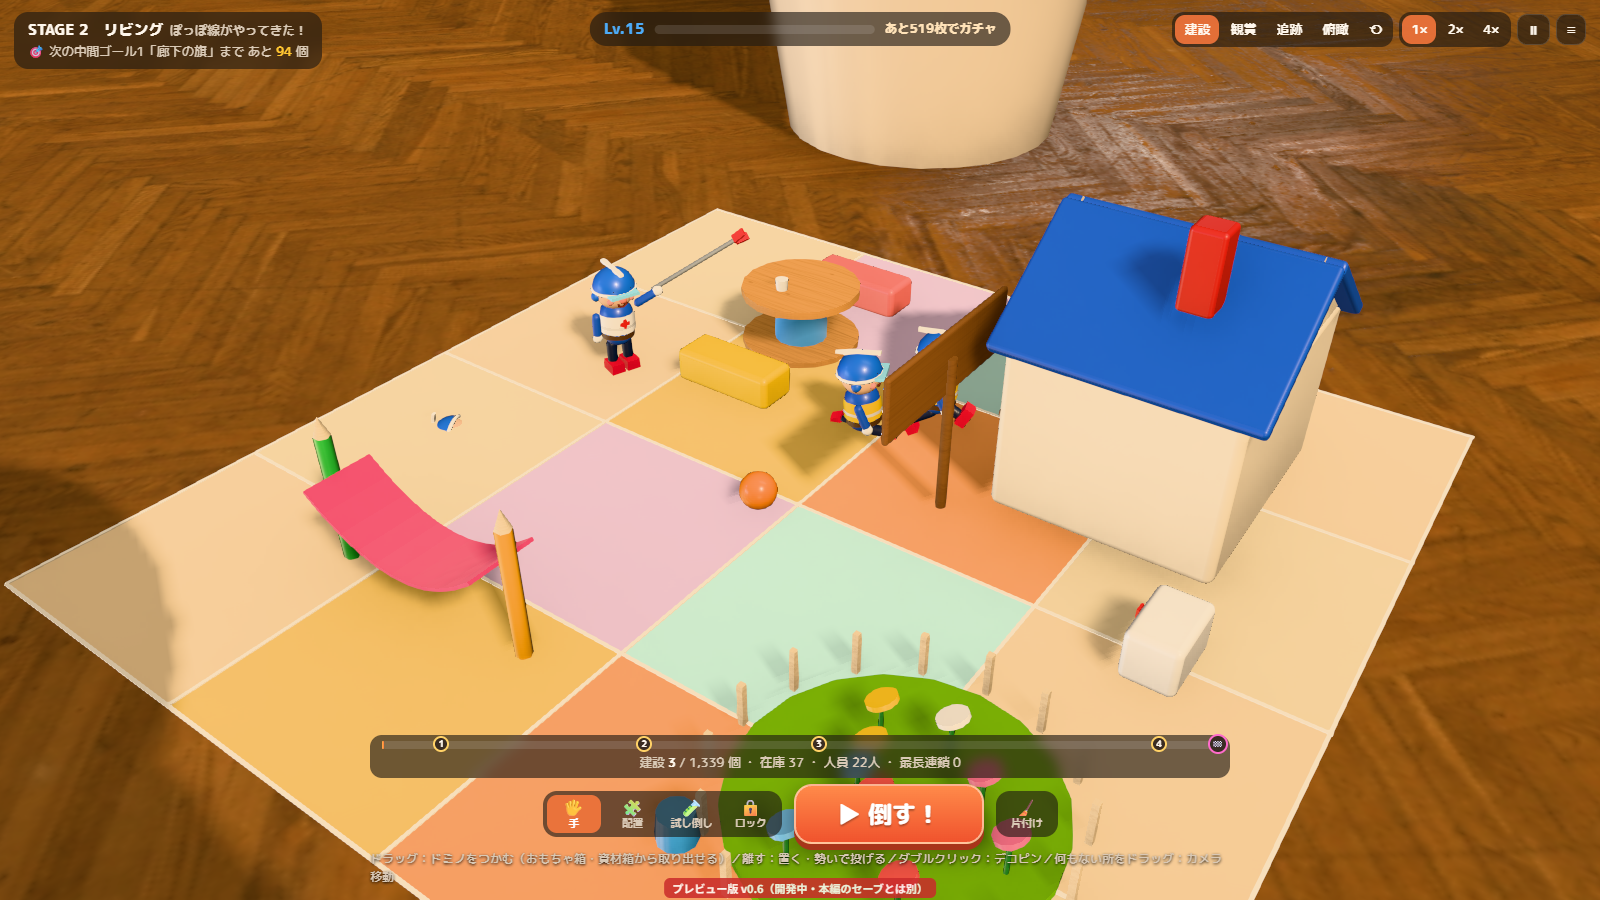 STAGE 2 リビング ぽっぽ線がやってきた！
次の中間ゴール1「廊下の旗」まで あと 94 個
Lv.15
あと519枚でガチャ
建設 観賞 追跡 俯瞰
1× 2× 4×
1 2 3 4
建設 3 / 1,339 個 ・ 在庫 37 ・ 人員 22人 ・ 最長連鎖 0
手 配置 試し倒し ロック
▶ 倒す！
片付け
ドラッグ：ドミノをつかむ（おもちゃ箱・資材箱から取り出せる）／離す：置く・勢いで投げる／ダブルクリック：デコピン／何もない所をドラッグ：カメラ
移動
プレビュー版 v0.6（開発中・本編のセーブとは別）